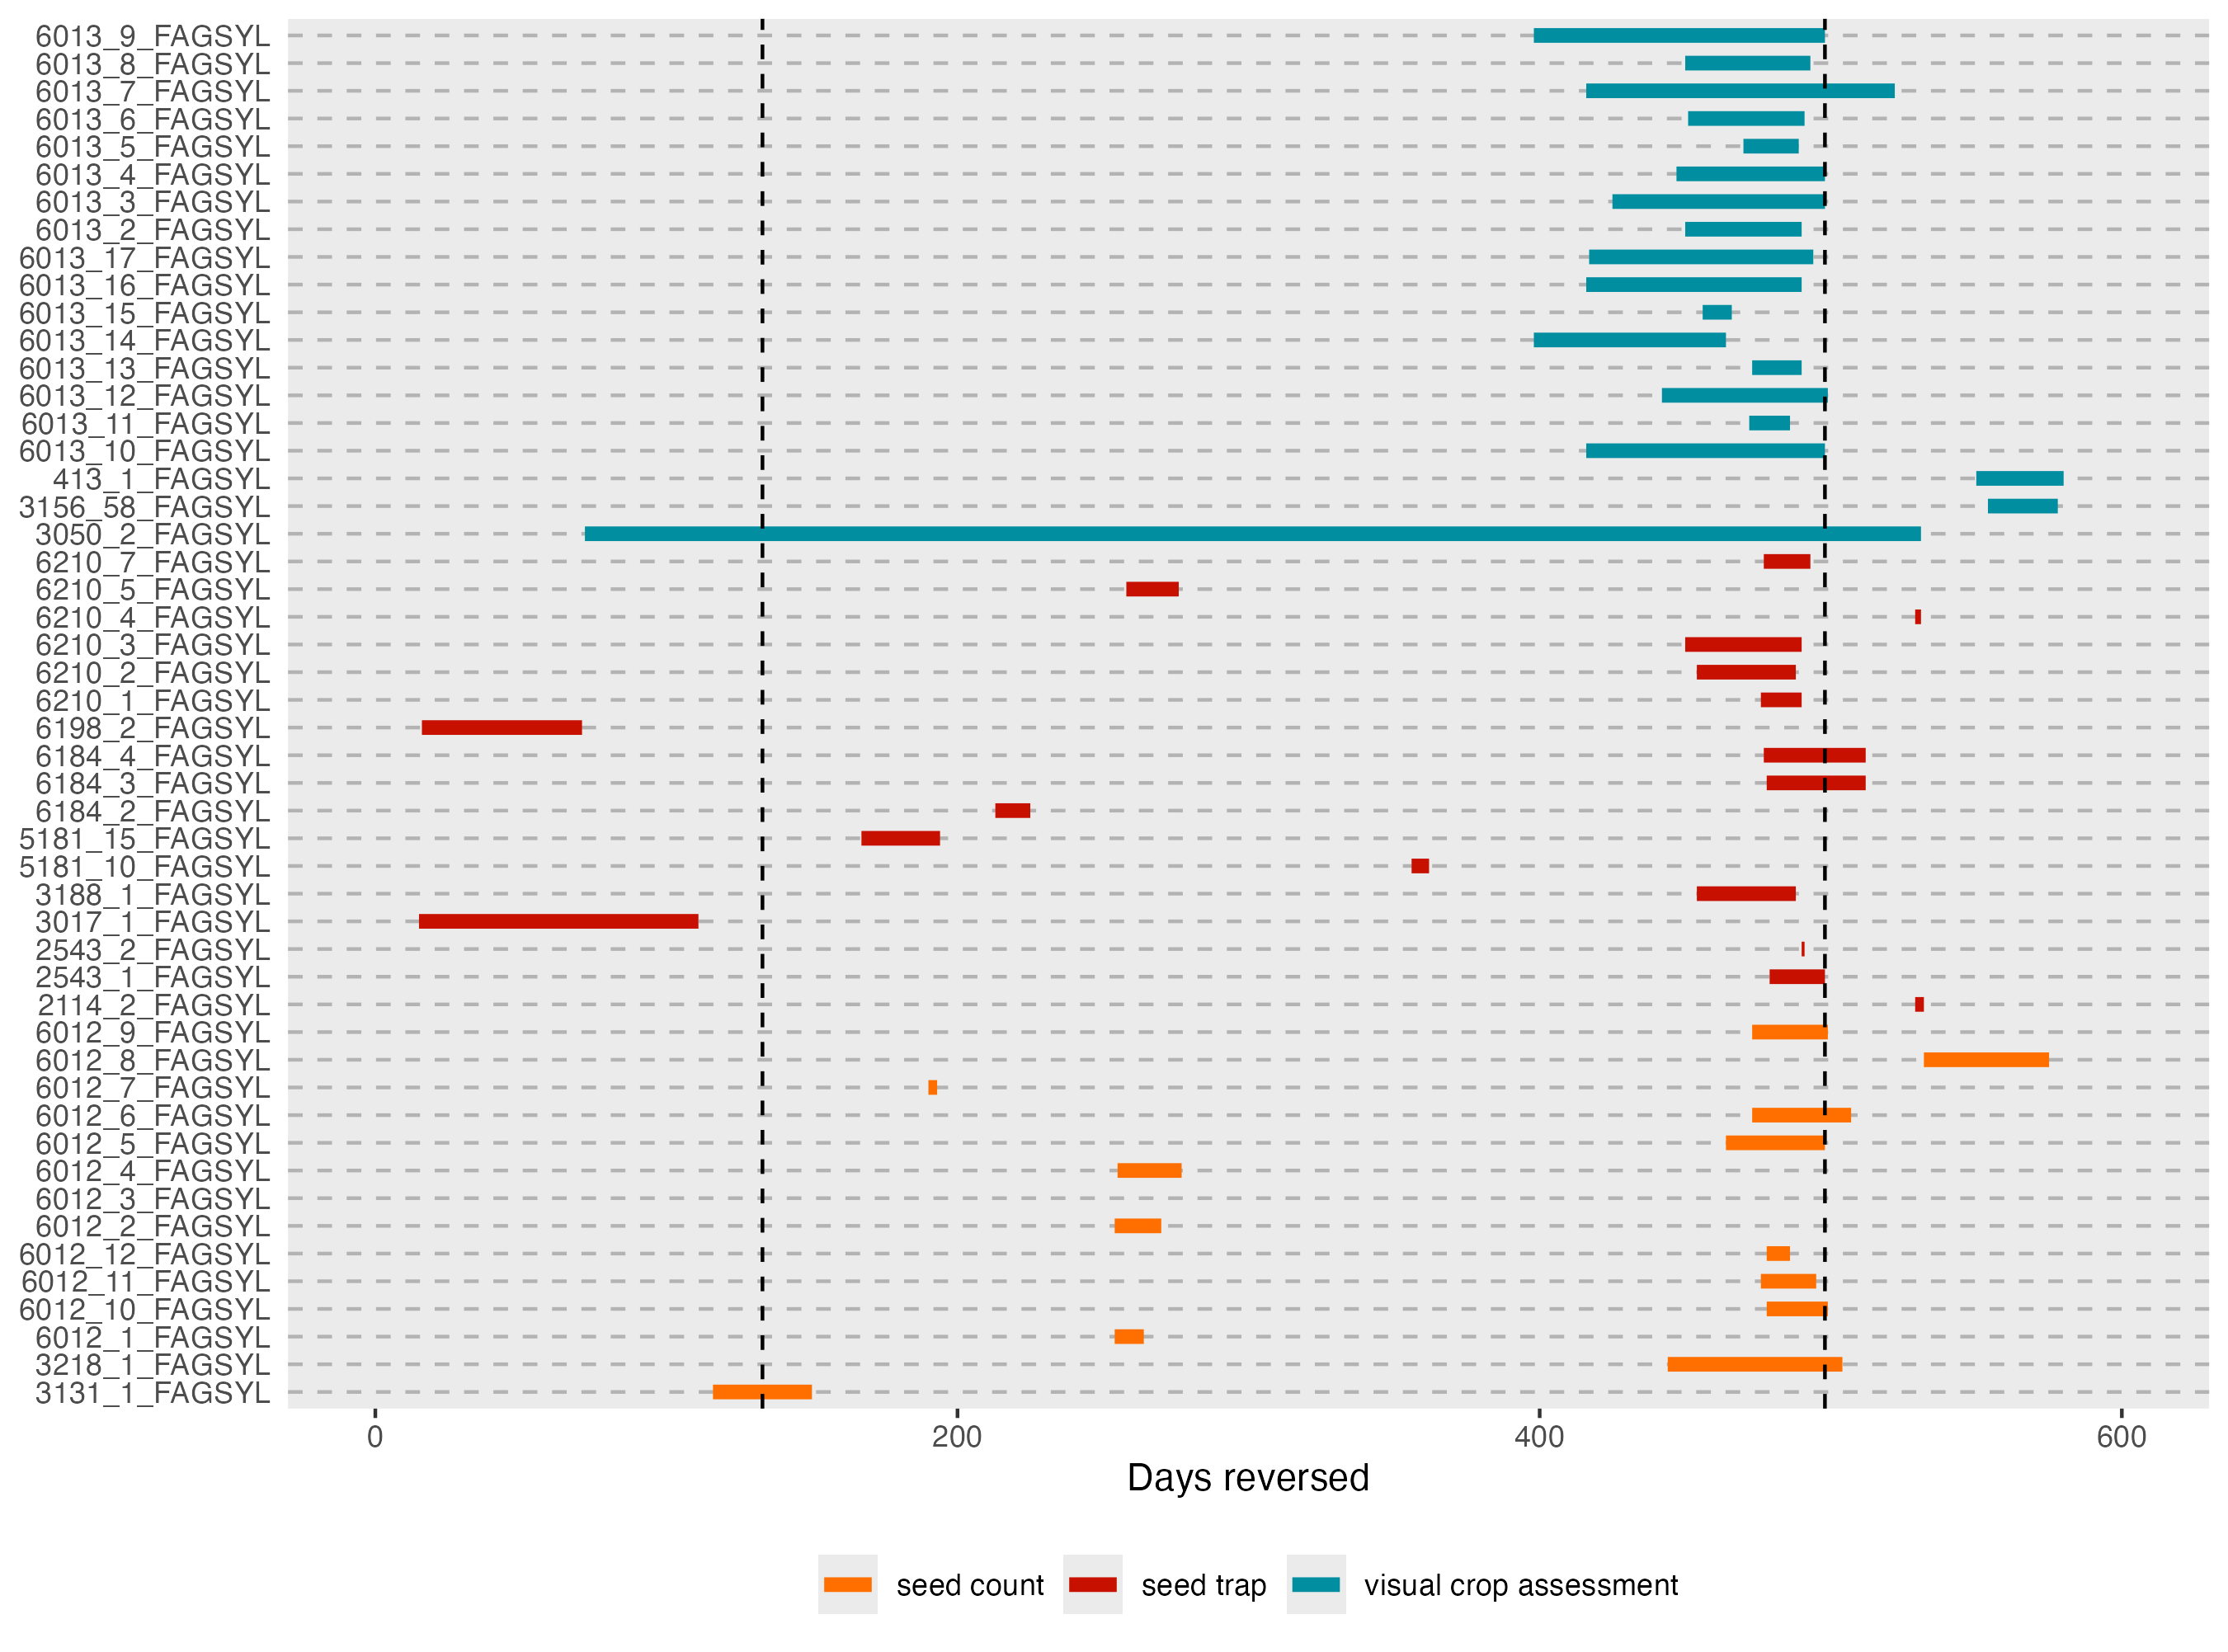 6013_9_FAGSYL
6013_8_FAGSYL
6013_7_FAGSYL
6013_6_FAGSYL
6013_5_FAGSYL
6013_4_FAGSYL
6013_3_FAGSYL
6013_2_FAGSYL
6013_17_FAGSYL
6013_16_FAGSYL
6013_15_FAGSYL
6013_14_FAGSYL
6013_13_FAGSYL
6013_12_FAGSYL
6013_11_FAGSYL
6013_10_FAGSYL
413_1_FAGSYL
3156_58_FAGSYL
3050_2_FAGSYL
6210_7_FAGSYL
6210_5_FAGSYL
6210_4_FAGSYL
6210_3_FAGSYL
6210_2_FAGSYL
6210_1_FAGSYL
6198_2_FAGSYL
6184_4_FAGSYL
6184_3_FAGSYL
6184_2_FAGSYL
5181_15_FAGSYL
5181_10_FAGSYL
3188_1_FAGSYL
3017_1_FAGSYL
2543_2_FAGSYL
2543_1_FAGSYL
2114_2_FAGSYL
6012_9_FAGSYL
6012_8_FAGSYL
6012_7_FAGSYL
6012_6_FAGSYL
6012_5_FAGSYL
6012_4_FAGSYL
6012_3_FAGSYL
6012_2_FAGSYL
6012_12_FAGSYL
6012_11_FAGSYL
6012_10_FAGSYL
6012_1_FAGSYL
3218_1_FAGSYL
3131_1_FAGSYL
0 200 400 600
Days reversed
seed count seed trap visual crop assessment